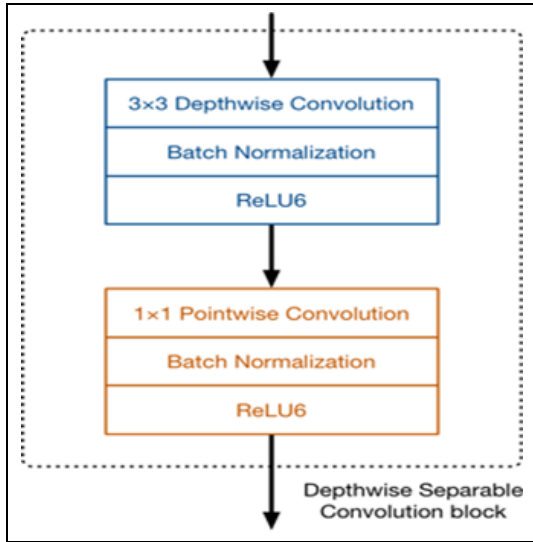 3×3 Depthwise Convolution
Batch Normalization
ReLU6
1×1 Pointwise Convolution
Batch Normalization
ReLU6
Depthwise Separable
Convolution block